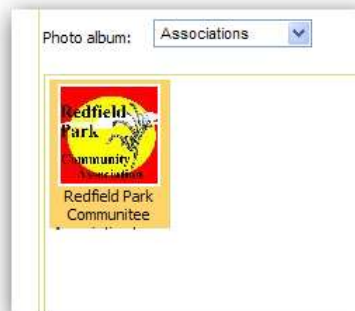 Photo album: Associations
Redfield
Park
Community
Association
Redfield Park
Communitee